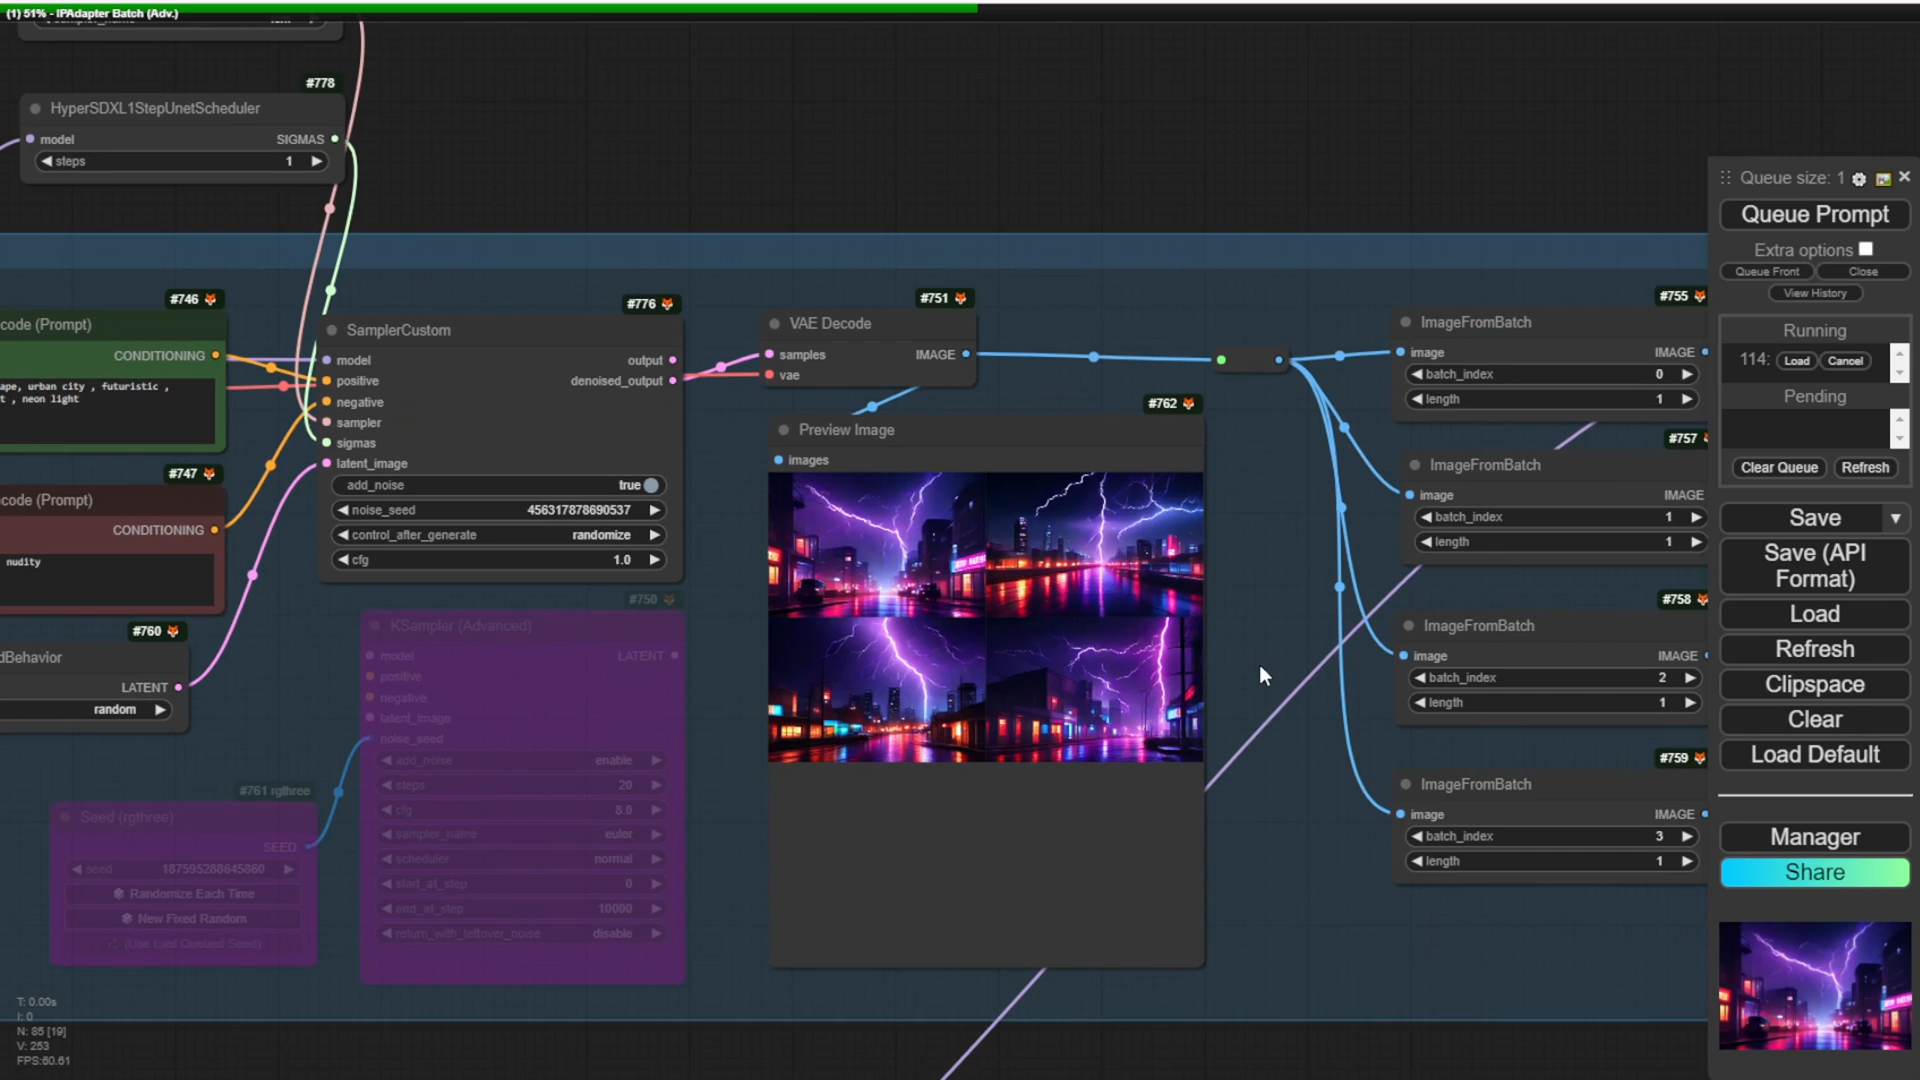 (1) 51% - IPAdapter Batch (Adv.)
#778
HyperSDXL1StepUnetScheduler
model SIGMAS
steps 1
#746
code (Prompt)
CONDITIONING
ape, urban city , futuristic ,
t , neon light
#747
code (Prompt)
CONDITIONING
nudity
#760
dBehavior
LATENT
random
#776
SamplerCustom
model output
positive denoised_output
negative
sampler
sigmas
latent_image
add_noise true
noise_seed 456317878690537
control_after_generate randomize
cfg 1.0
#750
KSampler (Advanced)
model LATENT
positive
negative
latent_image
noise_seed
add_noise enable
steps 20
cfg 8.0
sampler_name euler
scheduler normal
start_at_step 0
end_at_step 10000
return_with_leftover_noise disable
#761 rgthree
Seed (rgthree)
SEED
seed 187595288645860
Randomize Each Time
New Fixed Random
(Use Last Queued Seed)
#751
VAE Decode
samples IMAGE
vae
#762
Preview Image
images
#755
ImageFromBatch
image IMAGE
batch_index 0
length 1
#757
ImageFromBatch
image IMAGE
batch_index 1
length 1
#758
ImageFromBatch
image IMAGE
batch_index 2
length 1
#759
ImageFromBatch
image IMAGE
batch_index 3
length 1
Queue size: 1
Queue Prompt
Extra options
Queue Front Close
View History
Running
114: Load Cancel
Pending
Clear Queue Refresh
Save
Save (API
Format)
Load
Refresh
Clipspace
Clear
Load Default
Manager
Share
T: 0.00s
I: 0
N: 85 [19]
V: 253
FPS:60.61